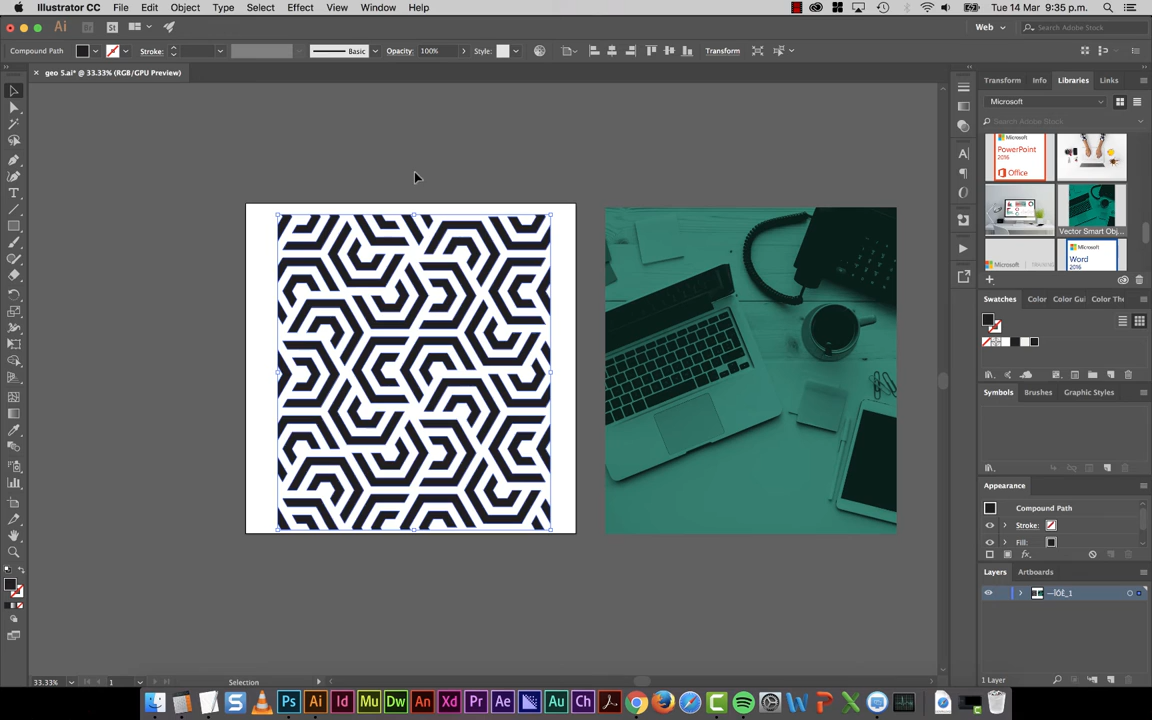 Illustrator CC File Edit Object Type Select Effect View Window Help
Tue 14 Mar 9:35 p.m.
Ai Br St
Web
Search Adobe Stock
Compound Path
Stroke:
Basic
Opacity: 100%
Style:
Transform
geo 5.ai* @ 33.33% (RGB/GPU Preview)
Transform Info Libraries Links
Microsoft
Search Adobe Stock
Microsoft
PowerPoint
2016
Office
Vector Smart Obj...
Microsoft
Word
2016
Swatches Color Color Gui Color The
Symbols Brushes Graphic Styles
Appearance
Compound Path
Stroke:
Fill:
fx.
Layers Artboards
1 Layer
33.33%
1
Selection
Ps Ai Id Mu Dw An Xd Pr Ae Au Ch